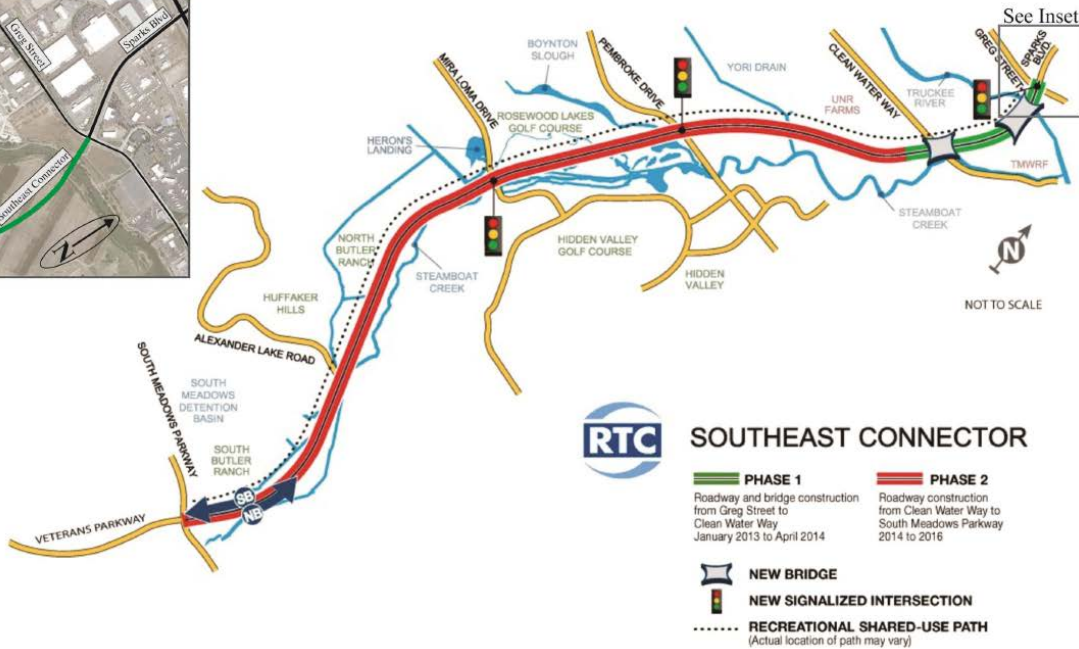 Greg Street
Sparks Blvd
Southeast Connector
N
See Inset
GREG STREET
SPARKS
BLVD.
BOYNTON
SLOUGH
PEMBROKE DRIVE
YORI DRAIN
CLEAN WATER WAY
TRUCKEE
RIVER
MIRA LOMA DRIVE
ROSEWOOD LAKES
GOLF COURSE
UNR
FARMS
HERON'S
LANDING
TMWRF
STEAMBOAT
CREEK
NORTH
BUTLER
RANCH
HIDDEN VALLEY
GOLF COURSE
STEAMBOAT
CREEK
HIDDEN
VALLEY
N
NOT TO SCALE
HUFFAKER
HILLS
ALEXANDER LAKE ROAD
SOUTH MEADOWS PARKWAY
SOUTH
MEADOWS
DETENTION
BASIN
SOUTH
BUTLER
RANCH
SB
NB
VETERANS PARKWAY
RTC
SOUTHEAST CONNECTOR
PHASE 1
Roadway and bridge construction
from Greg Street to
Clean Water Way
January 2013 to April 2014
PHASE 2
Roadway construction
from Clean Water Way to
South Meadows Parkway
2014 to 2016
NEW BRIDGE
NEW SIGNALIZED INTERSECTION
RECREATIONAL SHARED-USE PATH
(Actual location of path may vary)